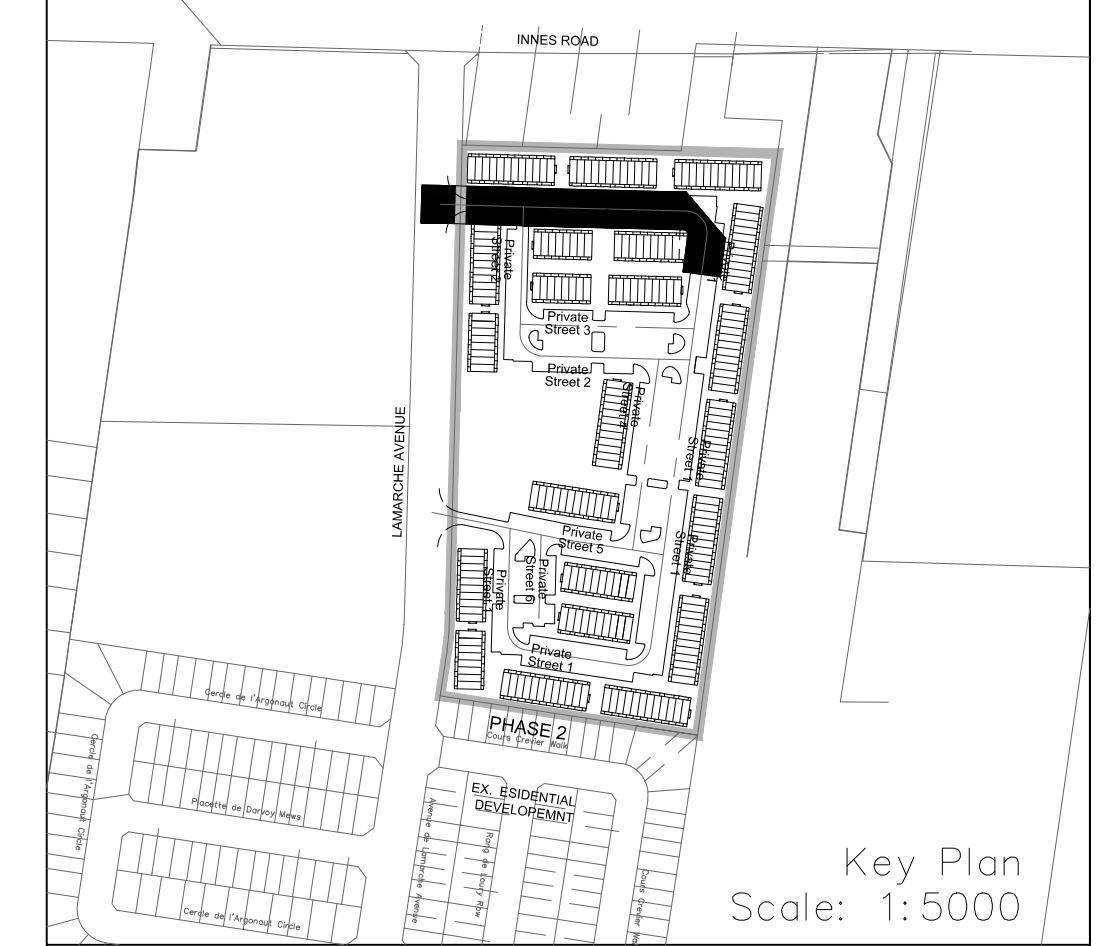 INNES ROAD
Private
Street 2
Private
Street 3
Private
Street 2
Private
Street 4
LAMARCHE AVENUE
Private
Street 1
Private
Street 5
Private
Street 1
Private
Street 6
Private
Street 1
Private
Street 1
Cercle de l'Argonaut Circle
PHASE 2
Cours Crevier Walk
Cercle de l'Argonaut Circle
EX. ESIDENTIAL
DEVELOPEMNT
Placette de Darvoy Mews
Avenue de Lamarche Avenue
Rang de Loury Row
Cours Crevier
Cercle de l'Argonaut Circle
Key Plan
Scale: 1:5000